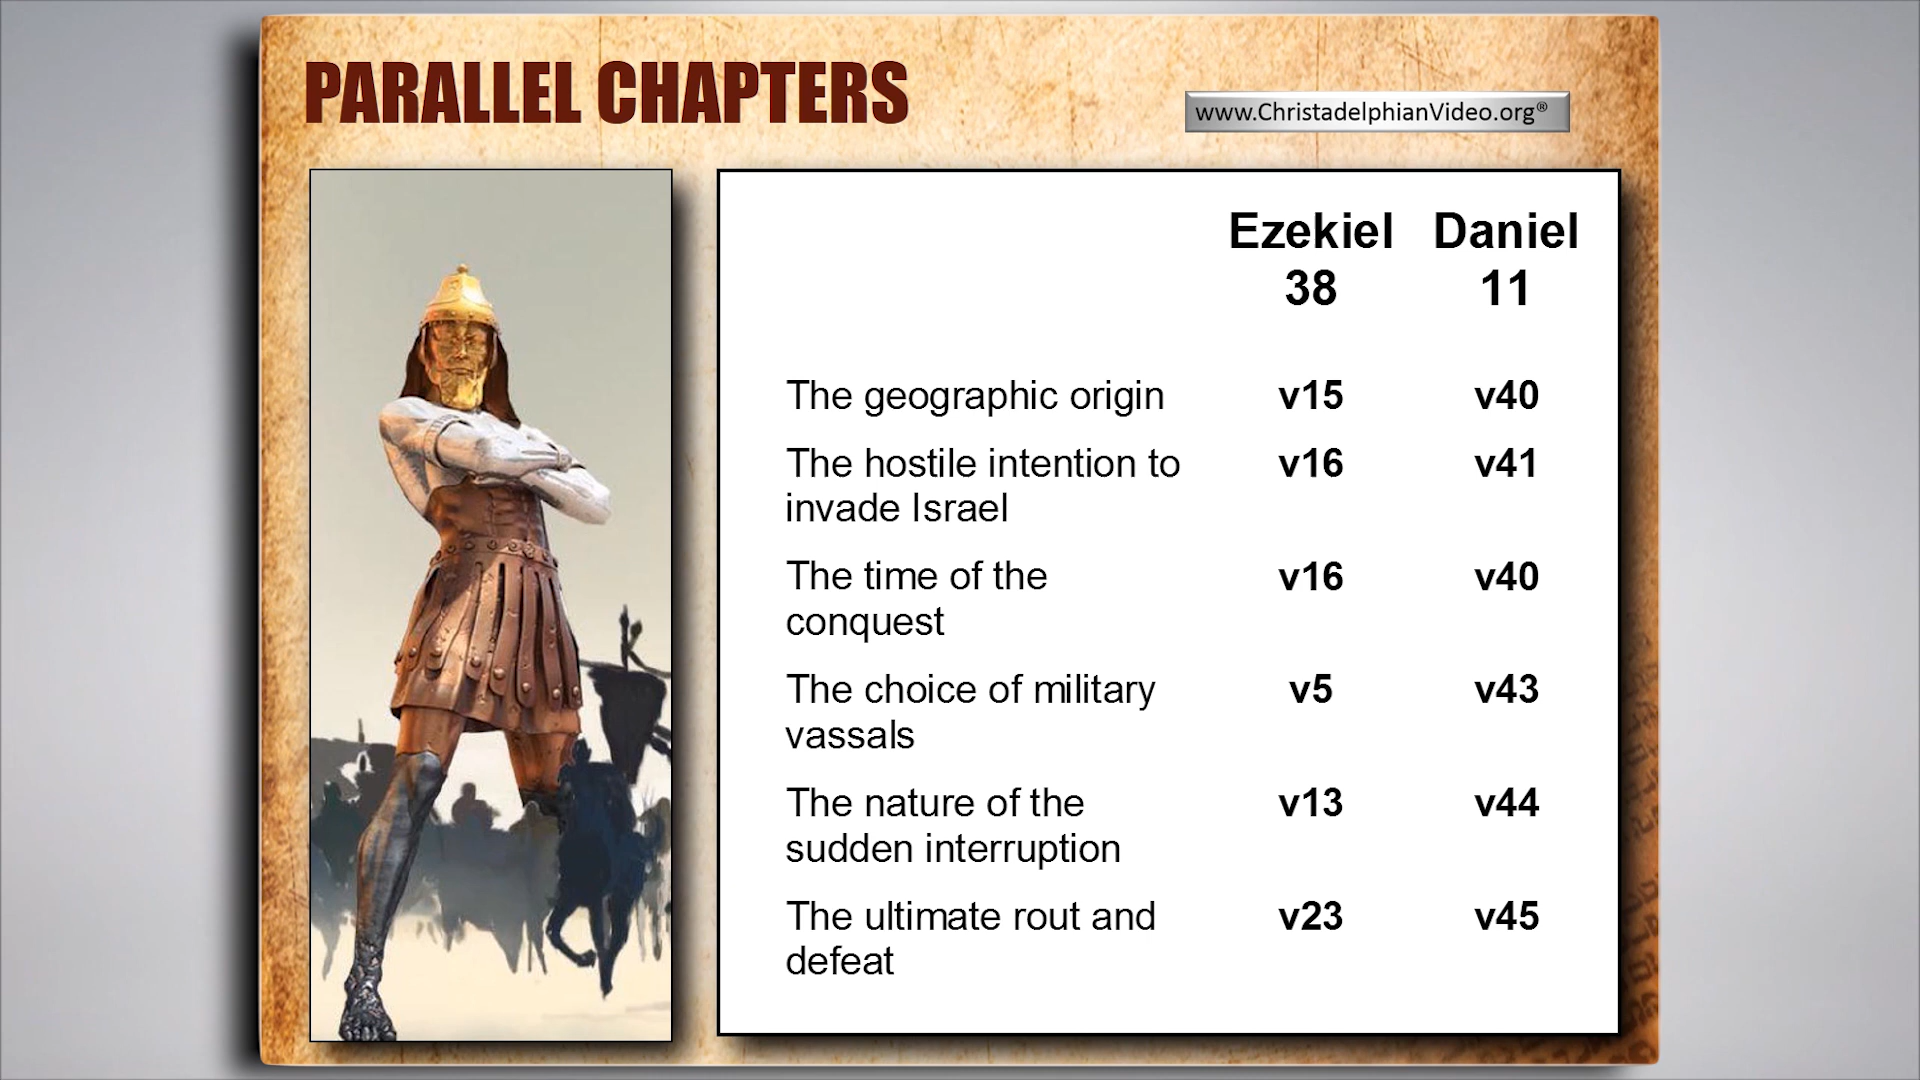 PARALLEL CHAPTERS
www.ChristadelphianVideo.org®
Ezekiel Daniel
38 11
The geographic origin v15 v40
The hostile intention to v16 v41
invade Israel
The time of the v16 v40
conquest
The choice of military v5 v43
vassals
The nature of the v13 v44
sudden interruption
The ultimate rout and v23 v45
defeat